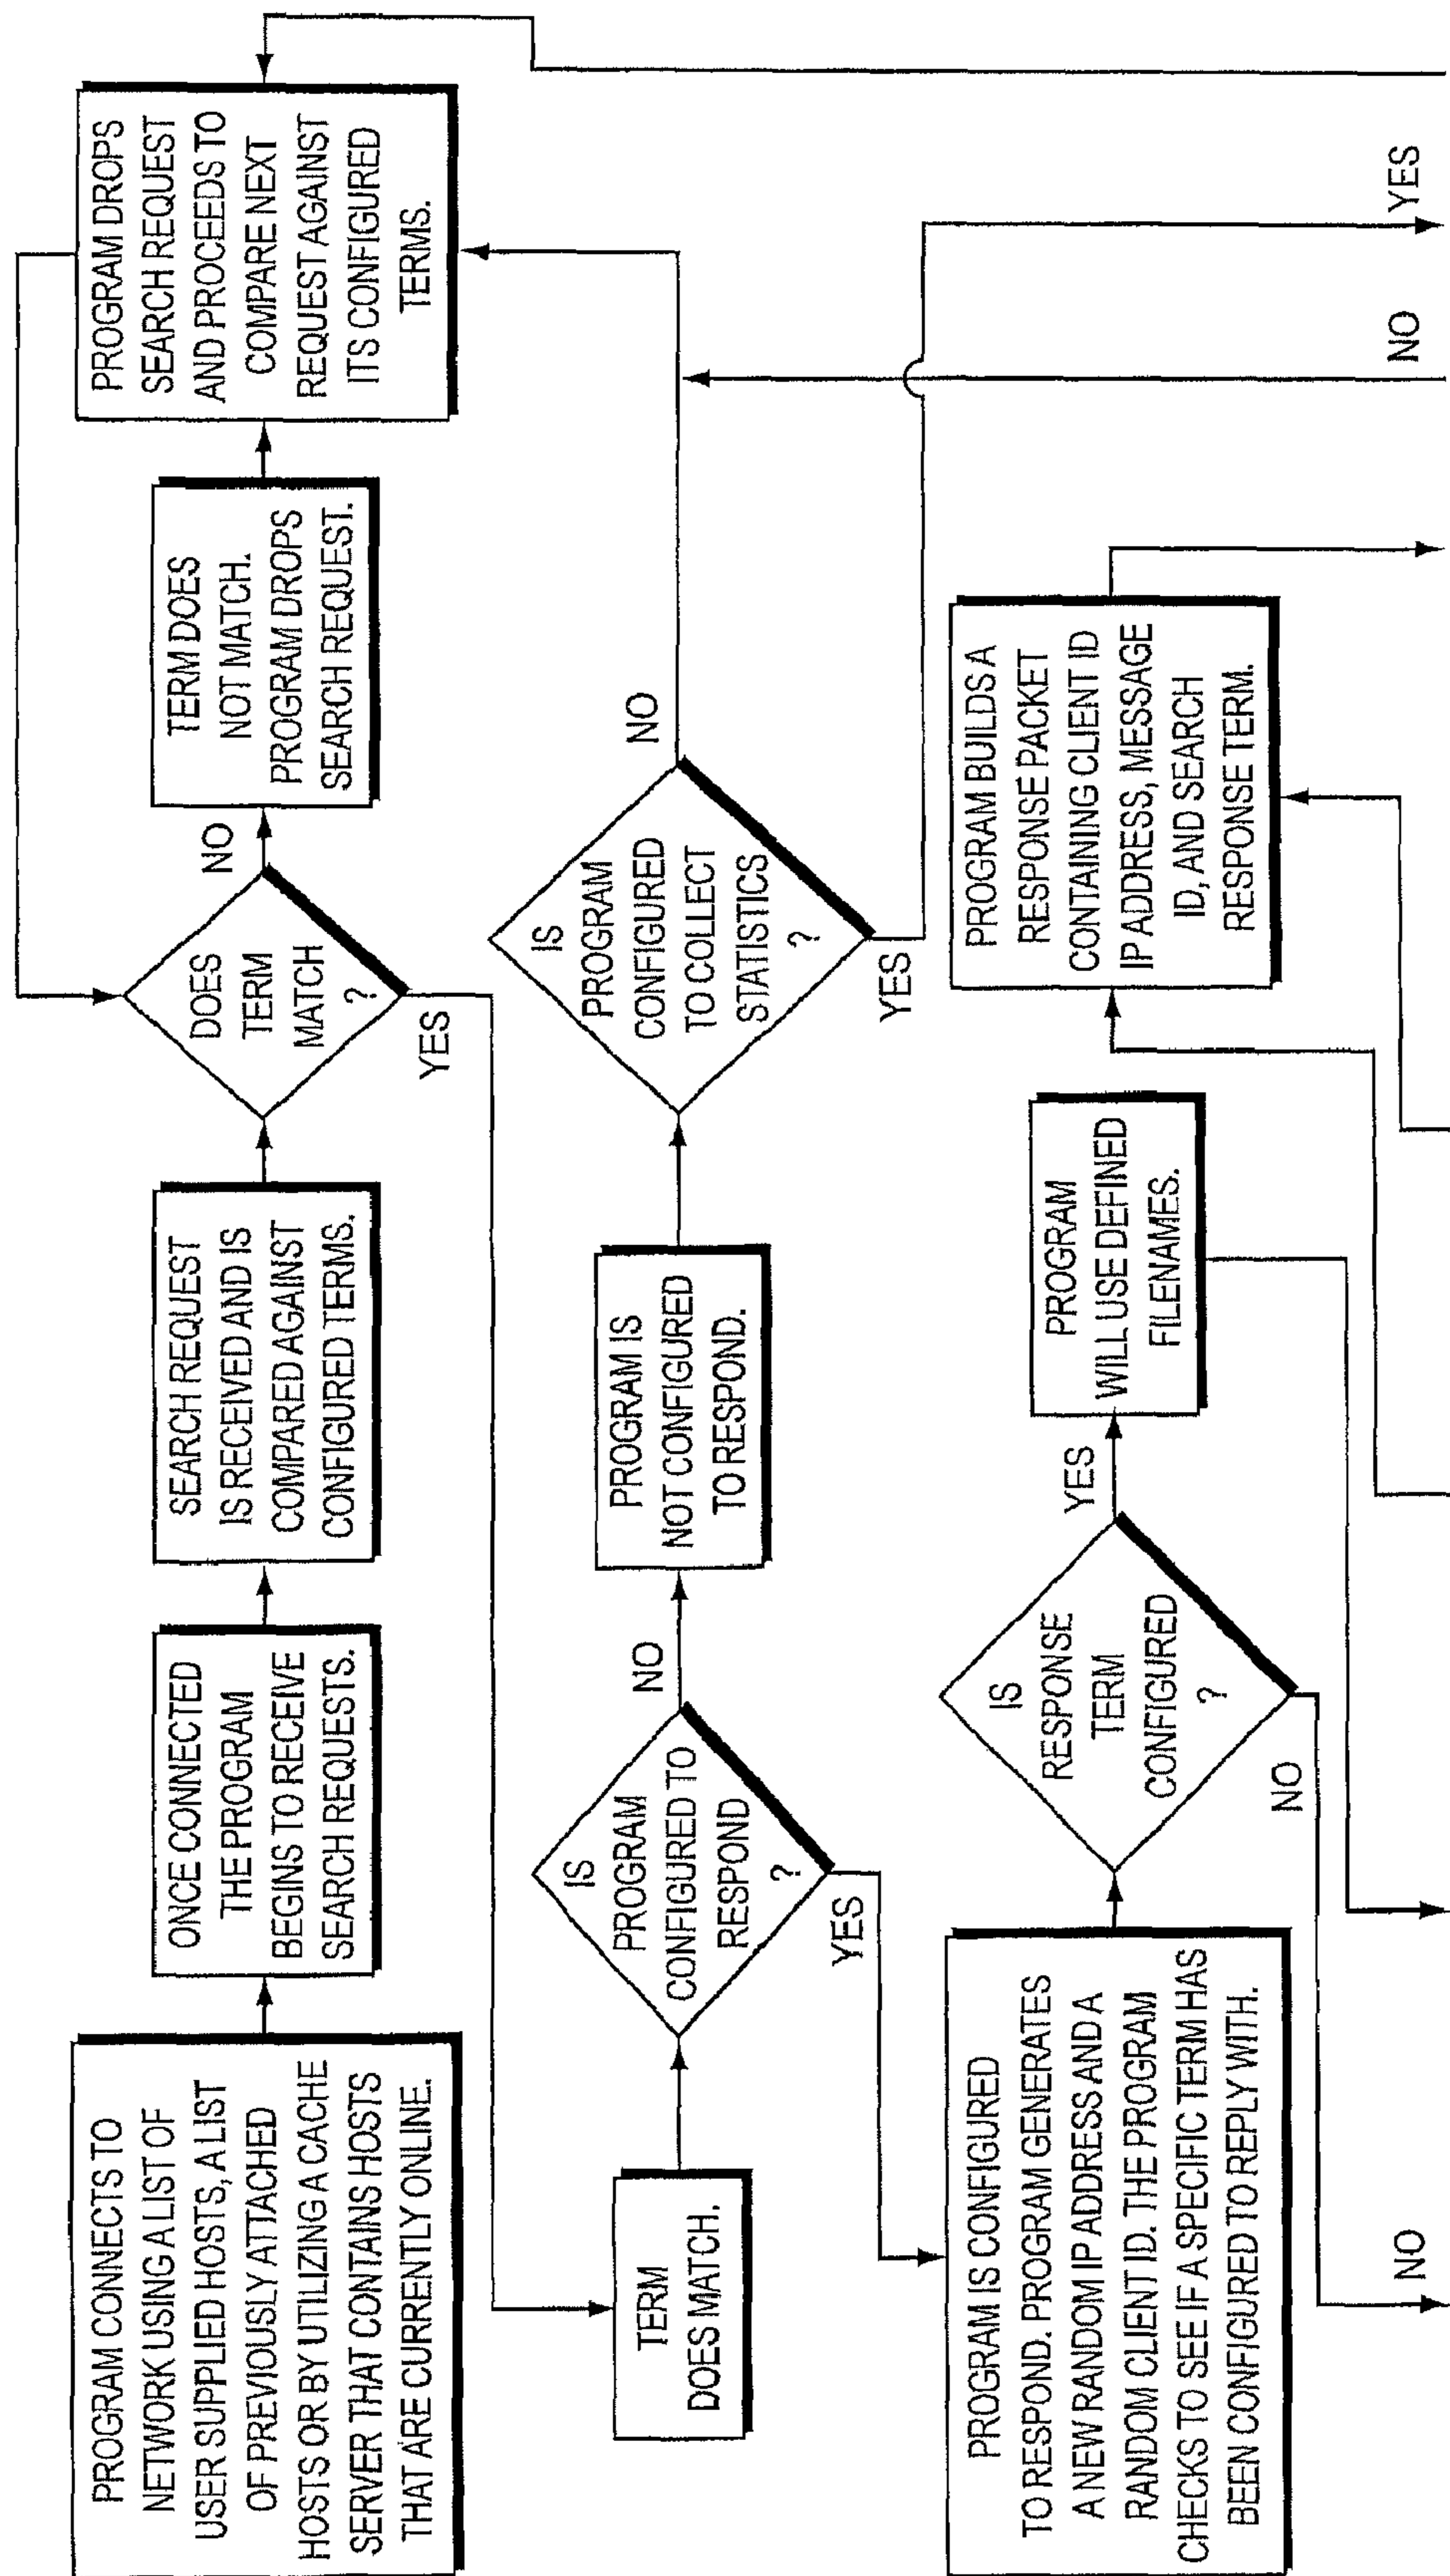 PROGRAM CONNECTS TO
NETWORK USING A LIST OF
USER SUPPLIED HOSTS, A LIST
OF PREVIOUSLY ATTACHED
HOSTS OR BY UTILIZING A CACHE
SERVER THAT CONTAINS HOSTS
THAT ARE CURRENTLY ONLINE.
ONCE CONNECTED
THE PROGRAM
BEGINS TO RECEIVE
SEARCH REQUESTS.
SEARCH REQUEST
IS RECEIVED AND IS
COMPARED AGAINST
CONFIGURED TERMS.
DOES
TERM
MATCH
?
NO
YES
TERM DOES
NOT MATCH.
PROGRAM DROPS
SEARCH REQUEST.
PROGRAM DROPS
SEARCH REQUEST
AND PROCEEDS TO
COMPARE NEXT
REQUEST AGAINST
ITS CONFIGURED
TERMS.
TERM
DOES MATCH.
IS
PROGRAM
CONFIGURED TO
RESPOND
?
NO
YES
PROGRAM IS
NOT CONFIGURED
TO RESPOND.
IS
PROGRAM
CONFIGURED
TO COLLECT
STATISTICS
?
NO
YES
PROGRAM IS CONFIGURED
TO RESPOND. PROGRAM GENERATES
A NEW RANDOM IP ADDRESS AND A
RANDOM CLIENT ID. THE PROGRAM
CHECKS TO SEE IF A SPECIFIC TERM HAS
BEEN CONFIGURED TO REPLY WITH.
IS
RESPONSE
TERM
CONFIGURED
?
YES
NO
PROGRAM
WILL USE DEFINED
FILENAMES.
PROGRAM BUILDS A
RESPONSE PACKET
CONTAINING CLIENT ID
IP ADDRESS, MESSAGE
ID, AND SEARCH
RESPONSE TERM.
NO
NO
YES